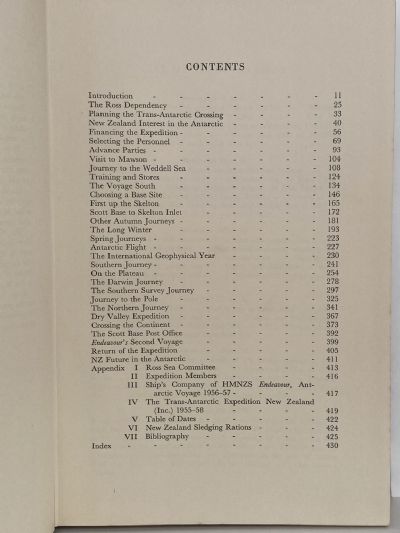 CONTENTS
Introduction - - - - - - - 11
The Ross Dependency - - - - - - 25
Planning the Trans-Antarctic Crossing - - - - 33
New Zealand Interest in the Antarctic - - - - 40
Financing the Expedition - - - - - - 56
Selecting the Personnel - - - - - - 69
Advance Parties - - - - - - - 93
Visit to Mawson - - - - - - - 104
Journey to the Weddell Sea - - - - - 108
Training and Stores - - - - - - 124
The Voyage South - - - - - - 134
Choosing a Base Site - - - - - - 146
First up the Skelton - - - - - - 165
Scott Base to Skelton Inlet - - - - - 172
Other Autumn Journeys - - - - - - 181
The Long Winter - - - - - - 193
Spring Journeys - - - - - - - 223
Antarctic Flight - - - - - - - 227
The International Geophysical Year - - - - 230
Southern Journey - - - - - - - 241
On the Plateau - - - - - - - 254
The Darwin Journey - - - - - - 278
The Southern Survey Journey - - - - - 297
Journey to the Pole - - - - - - 325
The Northern Journey - - - - - - 341
Dry Valley Expedition - - - - - - 367
Crossing the Continent - - - - - - 373
The Scott Base Post Office - - - - - 392
Endeavour's Second Voyage - - - - - 399
Return of the Expedition - - - - - 405
NZ Future in the Antarctic - - - - - 411
Appendix I Ross Sea Committee - - - - 413
II Expedition Members - - - - 416
III Ship's Company of HMNZS Endeavour, Ant-
arctic Voyage 1956-57 - - - - 417
IV The Trans-Antarctic Expedition New Zealand
(Inc.) 1955-58 - - - - - 419
V Table of Dates - - - - - 422
VI New Zealand Sledging Rations - - - 424
VII Bibliography - - - - - 425
Index - - - - - - - - 430